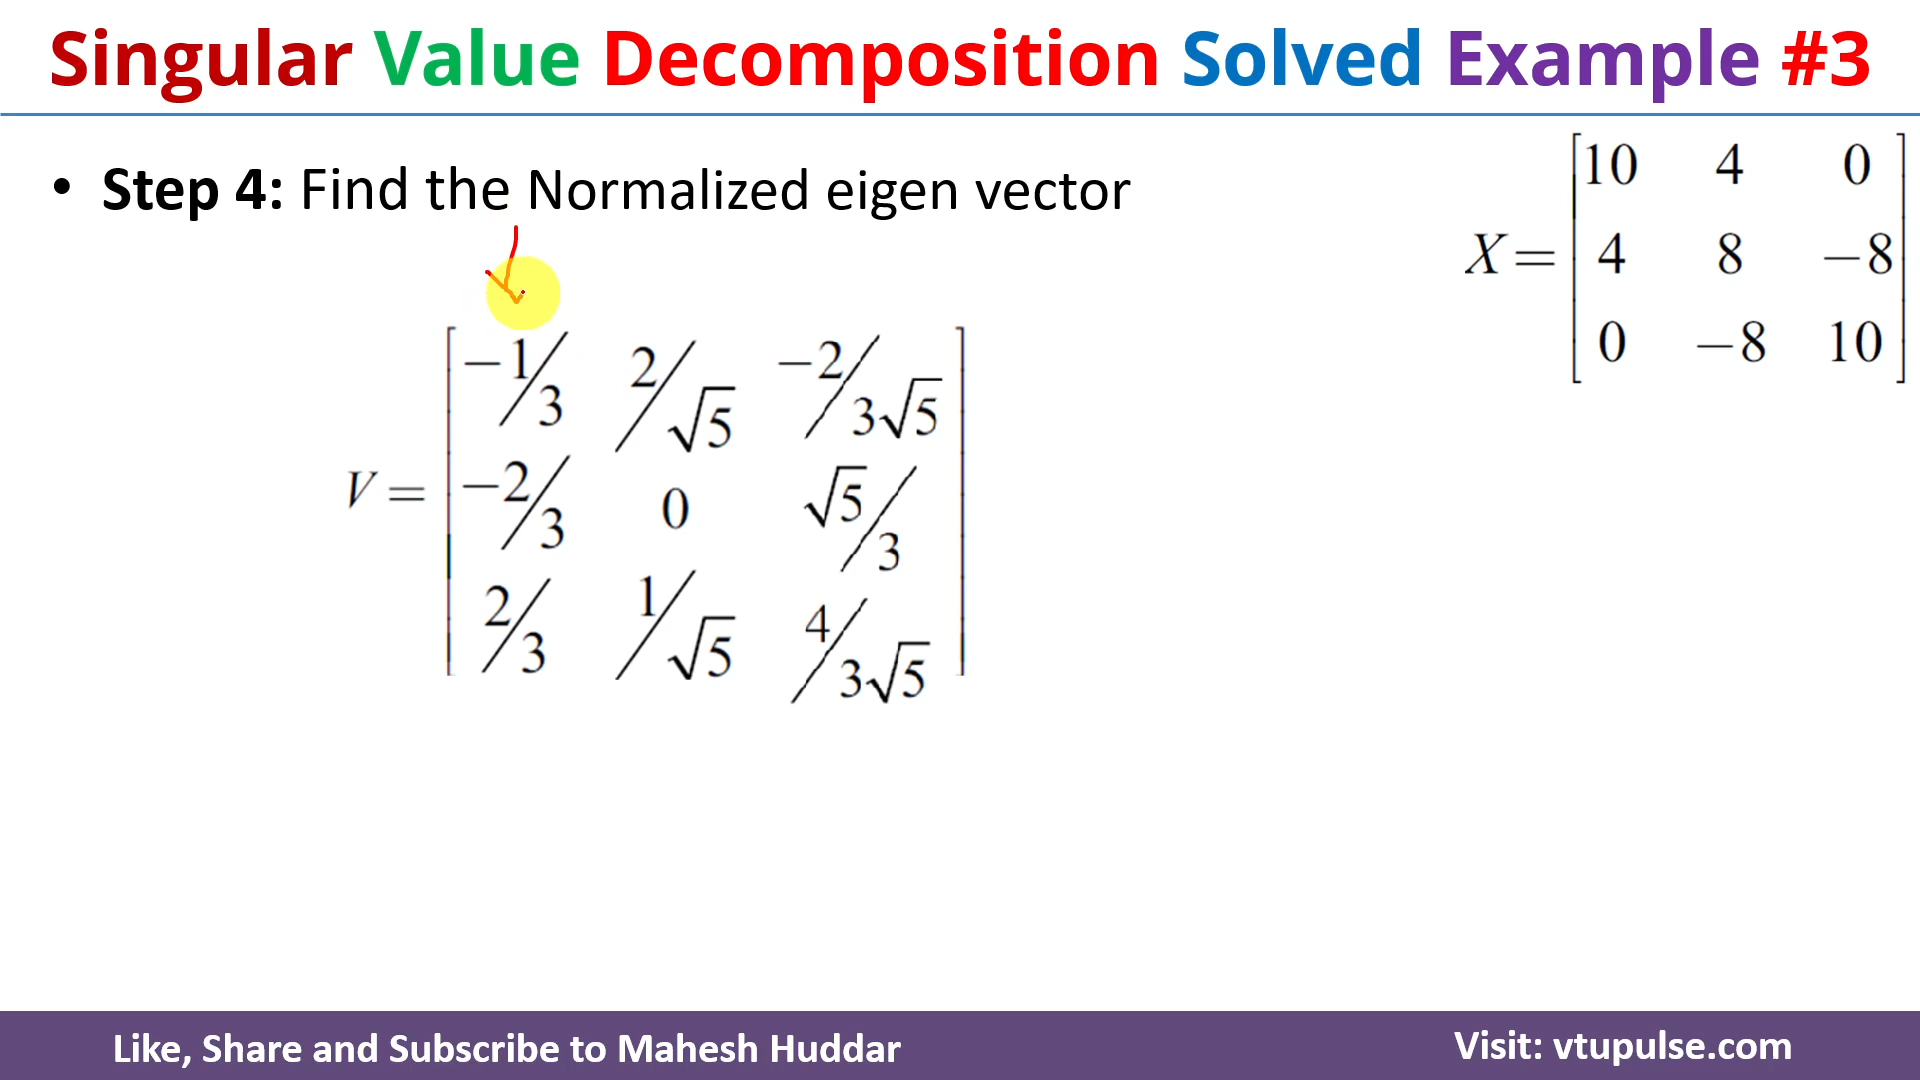 Singular Value Decomposition Solved Example #3
• Step 4: Find the Normalized eigen vector
X = [10 4 0
4 8 −8
0 −8 10]
V = [−1/3 2/√5 −2/3√5
−2/3 0 √5/3
2/3 1/√5 4/3√5]
Like, Share and Subscribe to Mahesh Huddar
Visit: vtupulse.com